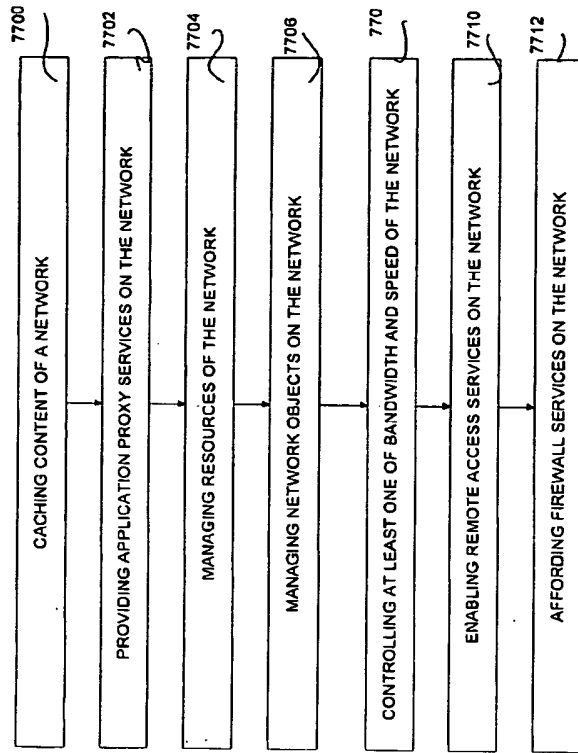 7700
CACHING CONTENT OF A NETWORK
7702
PROVIDING APPLICATION PROXY SERVICES ON THE NETWORK
7704
MANAGING RESOURCES OF THE NETWORK
7706
MANAGING NETWORK OBJECTS ON THE NETWORK
770
CONTROLLING AT LEAST ONE OF BANDWIDTH AND SPEED OF THE NETWORK
7710
ENABLING REMOTE ACCESS SERVICES ON THE NETWORK
7712
AFFORDING FIREWALL SERVICES ON THE NETWORK